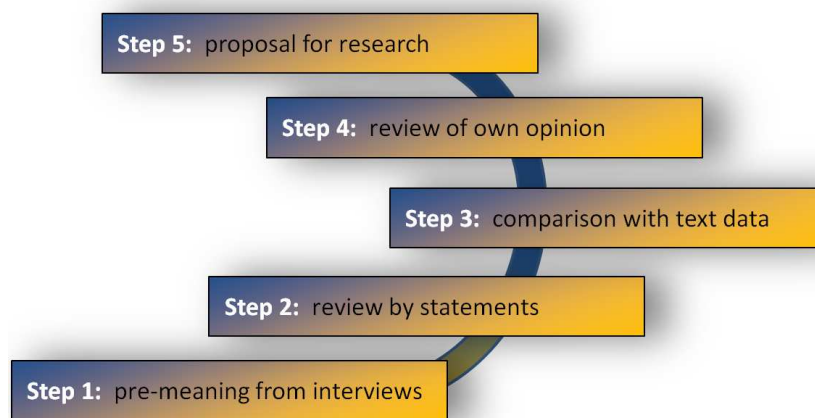 Step 5: proposal for research
Step 4: review of own opinion
Step 3: comparison with text data
Step 2: review by statements
Step 1: pre-meaning from interviews